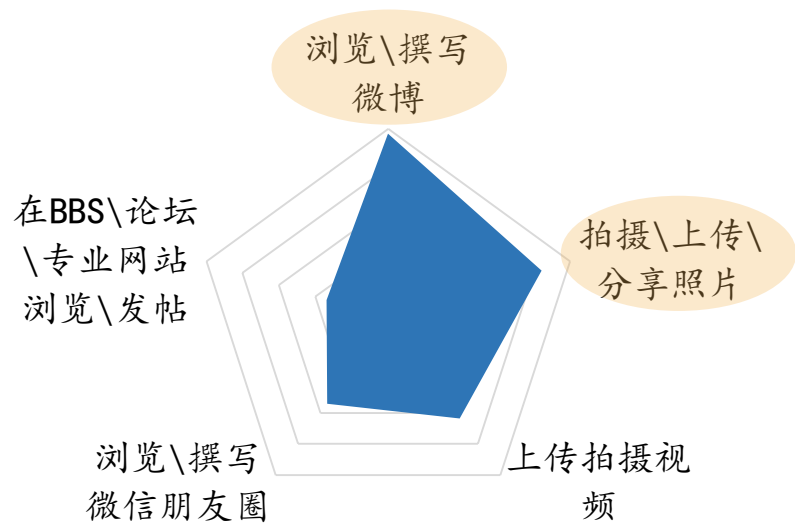 浏览\撰写
微博
拍摄\上传\
分享照片
上传拍摄视
频
浏览\撰写
微信朋友圈
在BBS\论坛
\专业网站
浏览\发帖